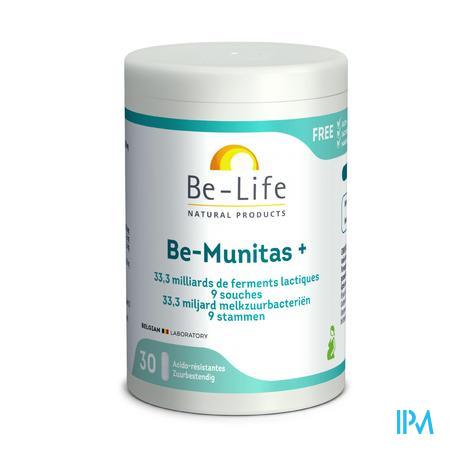 FREE
Be-Life
NATURAL PRODUCTS
Be-Munitas +
33,3 milliards de ferments lactiques
9 souches
33,3 miljard melkzuurbacteriën
9 stammen
BELGIAN LABORATORY
30 Acido-résistantes
Zuurbestendig
IPM